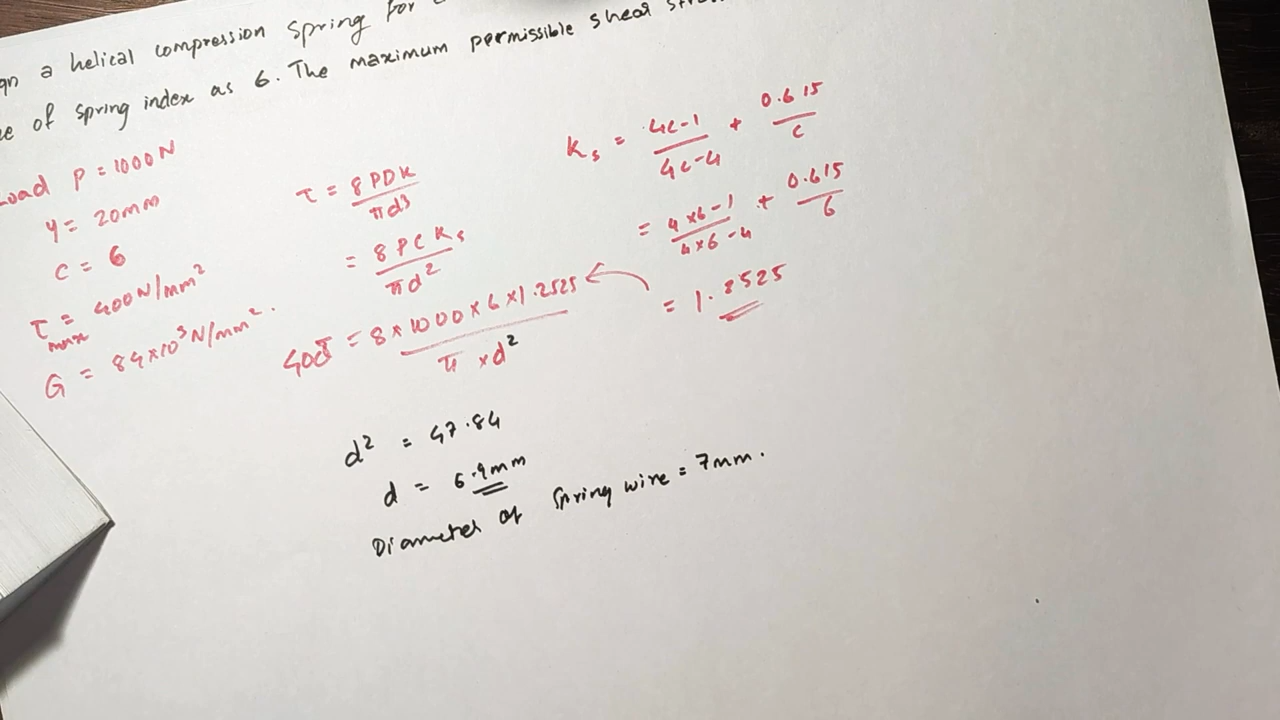 a helical compression spring for
of spring index as 6. The maximum permissible shear
Load P = 1000N
y = 20mm
C = 6
τmax = 400N/mm²
G = 84×10³N/mm².
τ = 8PDK / πd³
= 8PCKs / πd²
400 = 8×1000×6×1.2525 / π×d²
Ks = 4C-1 / 4C-4 + 0.615 / C
= 4×6-1 / 4×6-4 + 0.615 / 6
= 1.2525
d² = 47.84
d = 6.9mm
Diameter of spring wire = 7mm.